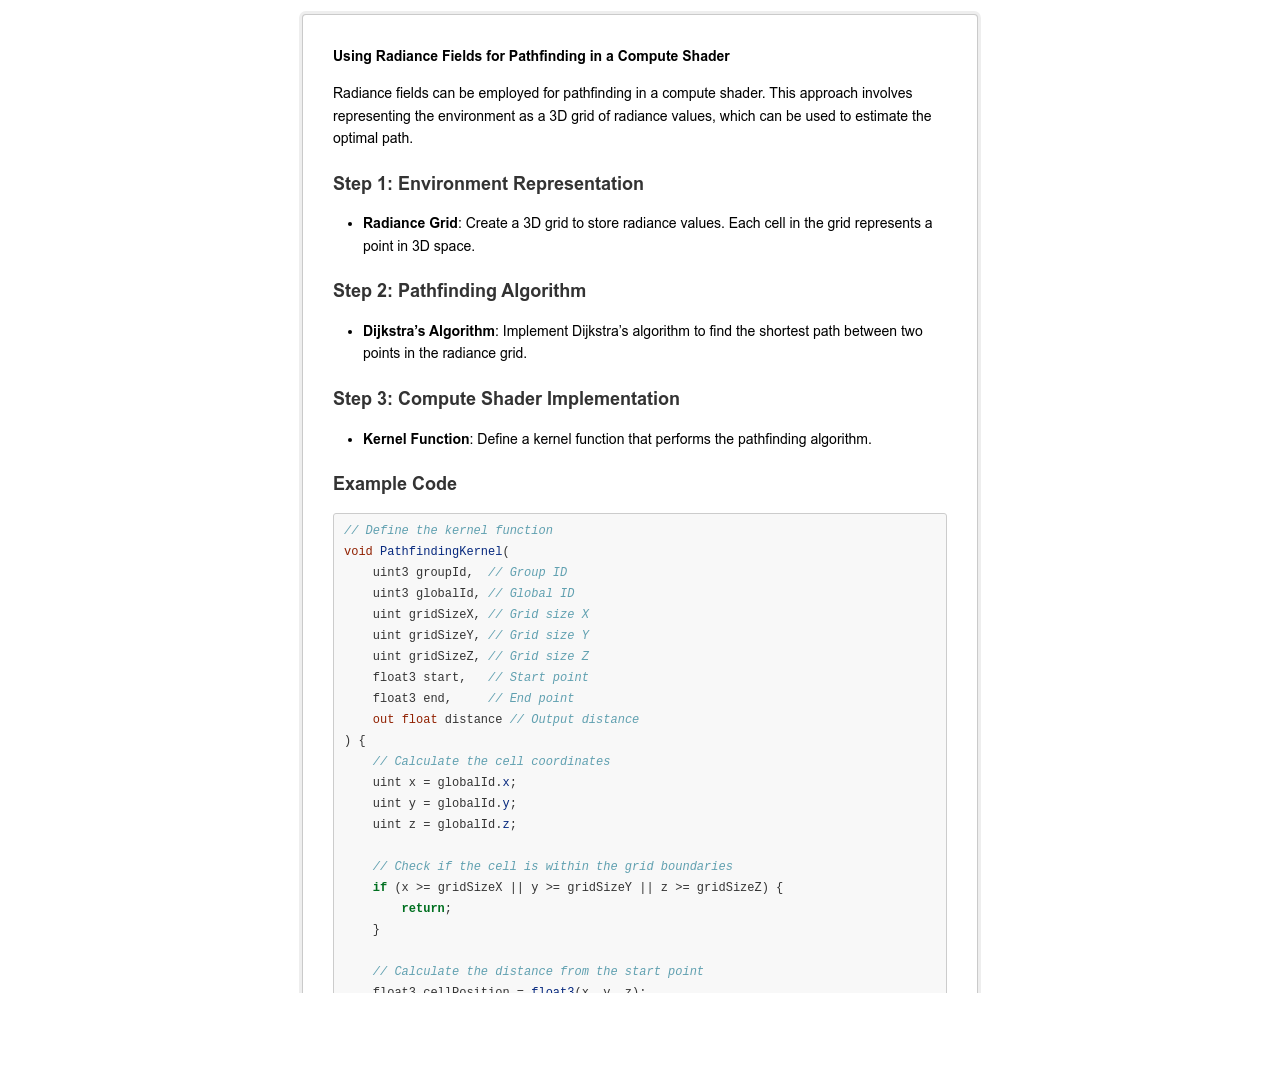 Using Radiance Fields for Pathfinding in a Compute Shader
Radiance fields can be employed for pathfinding in a compute shader. This approach involves
representing the environment as a 3D grid of radiance values, which can be used to estimate the
optimal path.
Step 1: Environment Representation
• Radiance Grid: Create a 3D grid to store radiance values. Each cell in the grid represents a
point in 3D space.
Step 2: Pathfinding Algorithm
• Dijkstra’s Algorithm: Implement Dijkstra’s algorithm to find the shortest path between two
points in the radiance grid.
Step 3: Compute Shader Implementation
• Kernel Function: Define a kernel function that performs the pathfinding algorithm.
Example Code
// Define the kernel function
void PathfindingKernel(
    uint3 groupId,  // Group ID
    uint3 globalId, // Global ID
    uint gridSizeX, // Grid size X
    uint gridSizeY, // Grid size Y
    uint gridSizeZ, // Grid size Z
    float3 start,   // Start point
    float3 end,     // End point
    out float distance // Output distance
) {
    // Calculate the cell coordinates
    uint x = globalId.x;
    uint y = globalId.y;
    uint z = globalId.z;

    // Check if the cell is within the grid boundaries
    if (x >= gridSizeX || y >= gridSizeY || z >= gridSizeZ) {
        return;
    }

    // Calculate the distance from the start point
    float3 cellPosition = float3(x, y, z);